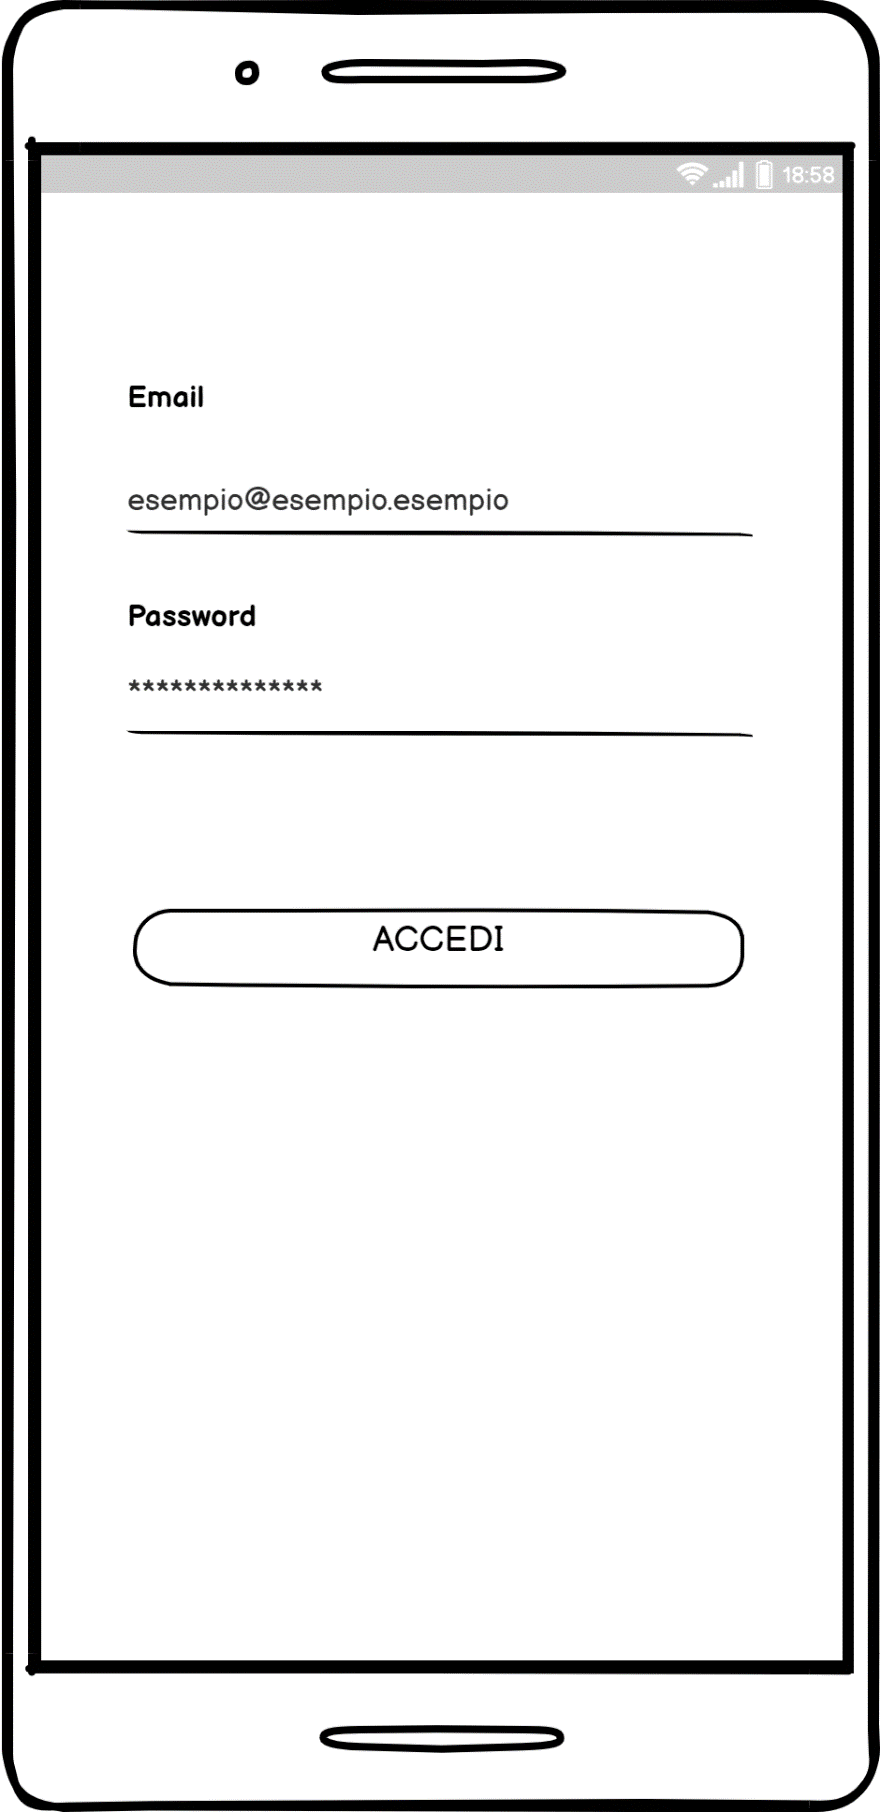 18:58
Email
esempio@esempio.esempio
Password
**************
ACCEDI